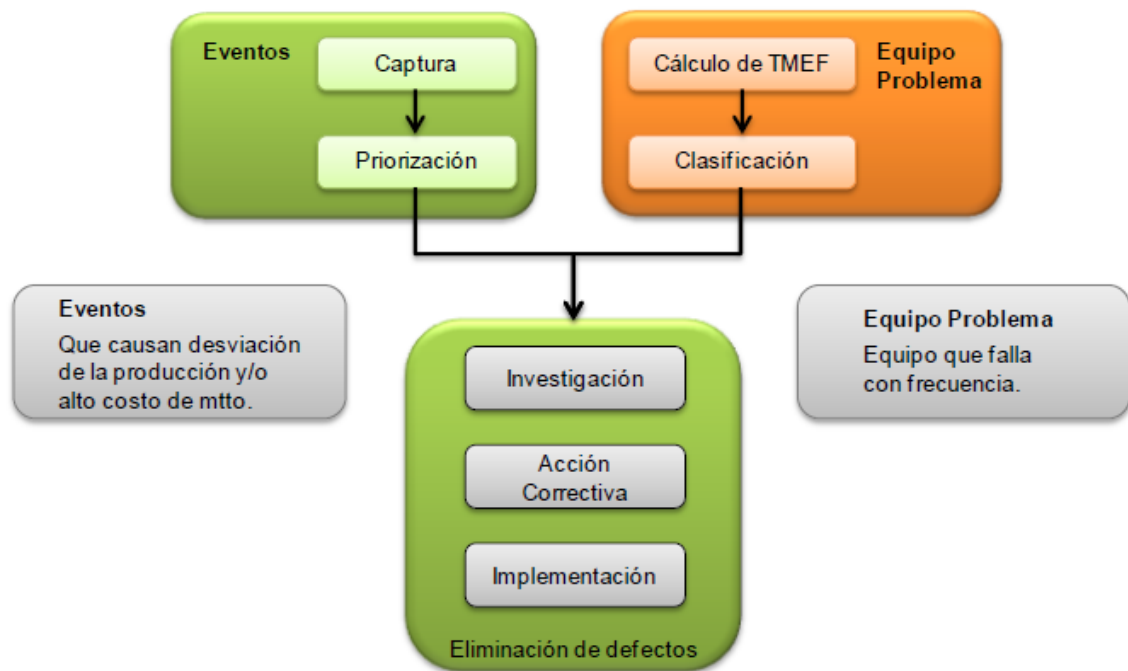 Eventos
Captura
Priorización
Cálculo de TMEF
Equipo
Problema
Clasificación
Eventos
Que causan desviación
de la producción y/o
alto costo de mtto.
Equipo Problema
Equipo que falla
con frecuencia.
Investigación
Acción
Correctiva
Implementación
Eliminación de defectos